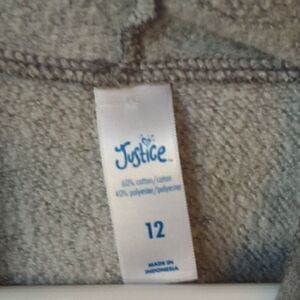 Justice
60% cotton/coton
40% polyester/polyester
12
MADE IN
INDONESIA